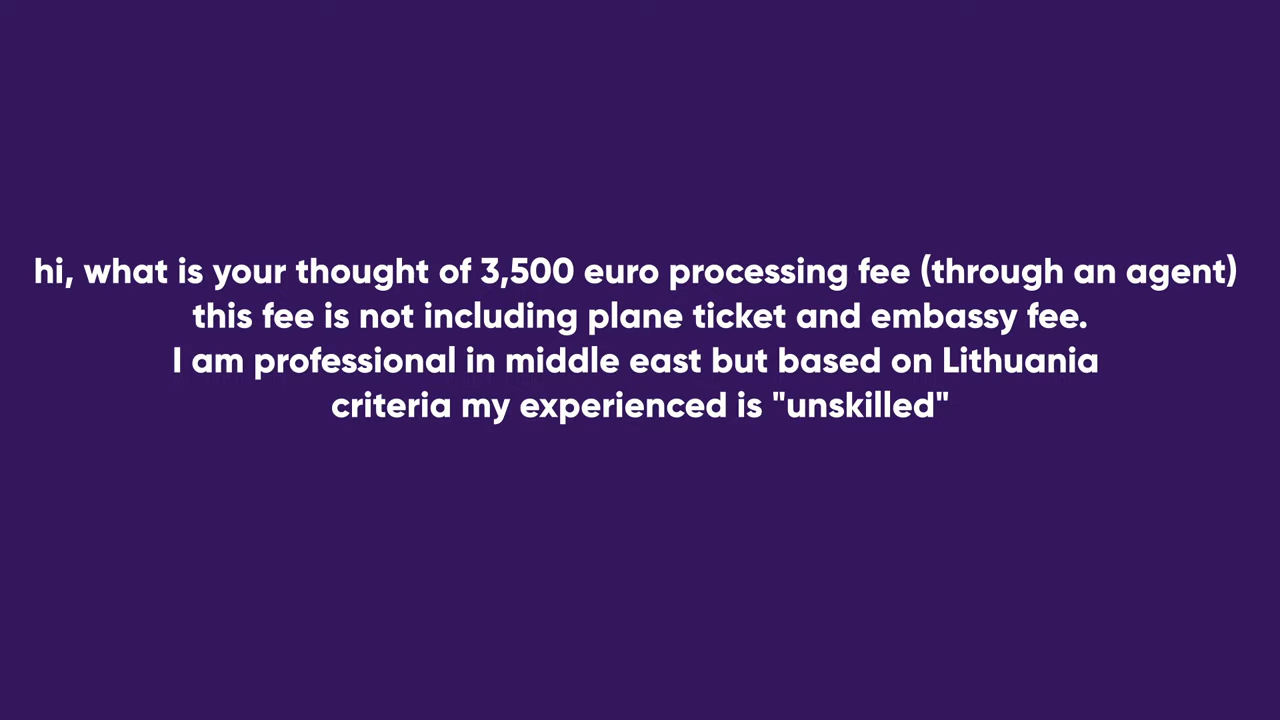 hi, what is your thought of 3,500 euro processing fee (through an agent)
this fee is not including plane ticket and embassy fee.
I am professional in middle east but based on Lithuania
criteria my experienced is "unskilled"